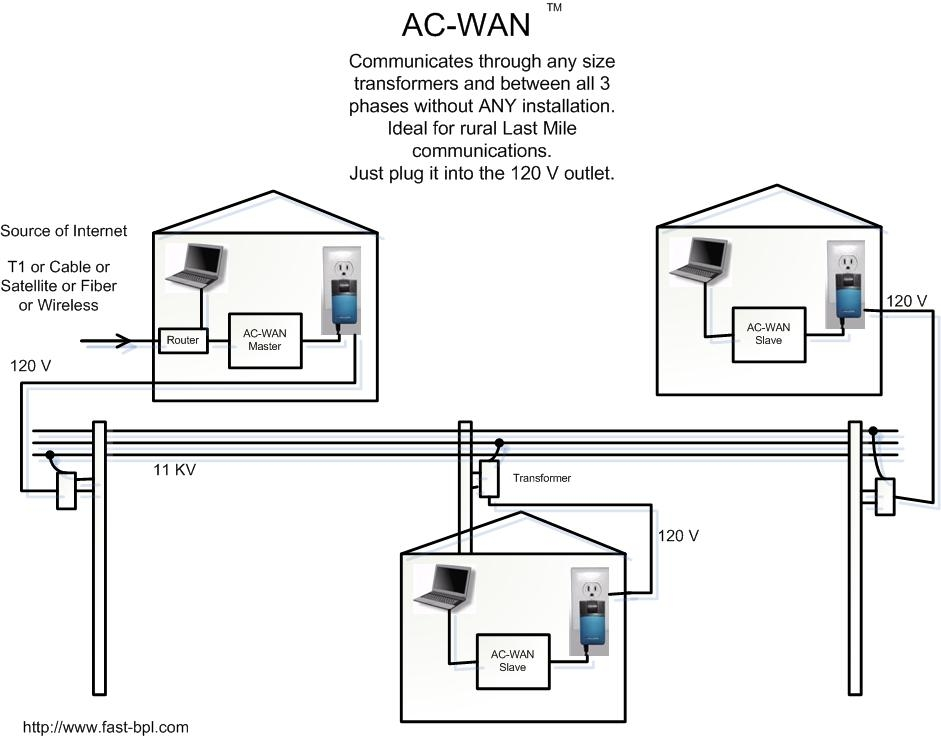 AC-WAN ™
Communicates through any size
transformers and between all 3
phases without ANY installation.
Ideal for rural Last Mile
communications.
Just plug it into the 120 V outlet.
Source of Internet
T1 or Cable or
Satellite or Fiber
or Wireless
Router
AC-WAN
Master
120 V
AC-WAN
Slave
120 V
11 KV
Transformer
120 V
AC-WAN
Slave
http://www.fast-bpl.com